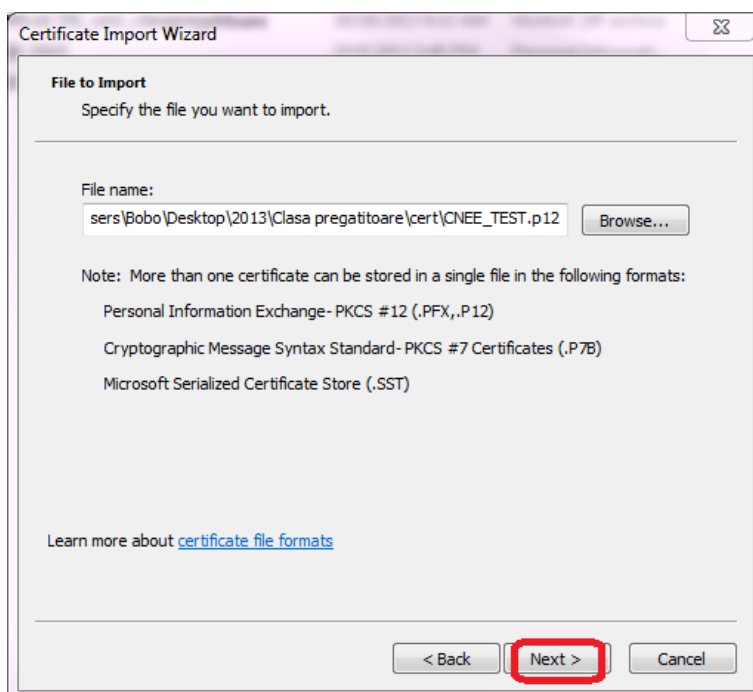 Certificate Import Wizard
File to Import
Specify the file you want to import.
File name:
sers\Bobo\Desktop\2013\Clasa pregatitoare\cert\CNEE_TEST.p12
Browse...
Note: More than one certificate can be stored in a single file in the following formats:
Personal Information Exchange- PKCS #12 (.PFX,.P12)
Cryptographic Message Syntax Standard- PKCS #7 Certificates (.P7B)
Microsoft Serialized Certificate Store (.SST)
Learn more about certificate file formats
< Back Next > Cancel